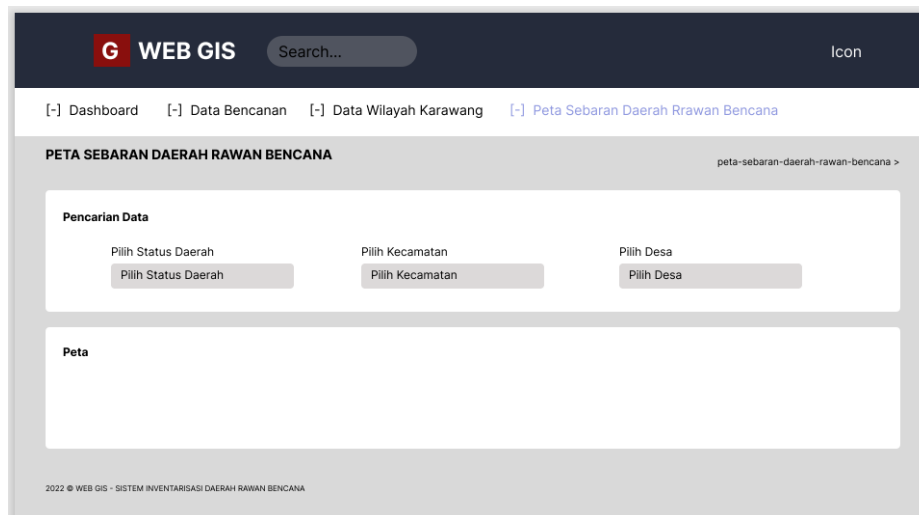 G WEB GIS Search... Icon
[-] Dashboard [-] Data Bencanan [-] Data Wilayah Karawang [-] Peta Sebaran Daerah Rrawan Bencana
PETA SEBARAN DAERAH RAWAN BENCANA
peta-sebaran-daerah-rawan-bencana >
Pencarian Data
Pilih Status Daerah Pilih Kecamatan Pilih Desa
Pilih Status Daerah Pilih Kecamatan Pilih Desa
Peta
2022 © WEB GIS - SISTEM INVENTARISASI DAERAH RAWAN BENCANA